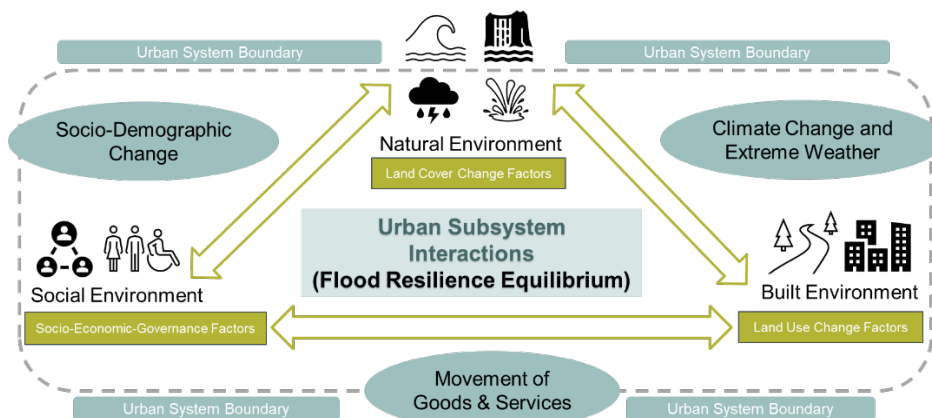 Urban System Boundary
Urban System Boundary
Socio-Demographic
Change
Climate Change and
Extreme Weather
Natural Environment
Land Cover Change Factors
Urban Subsystem
Interactions
(Flood Resilience Equilibrium)
Social Environment
Built Environment
Socio-Economic-Governance Factors
Land Use Change Factors
Movement of
Goods & Services
Urban System Boundary
Urban System Boundary